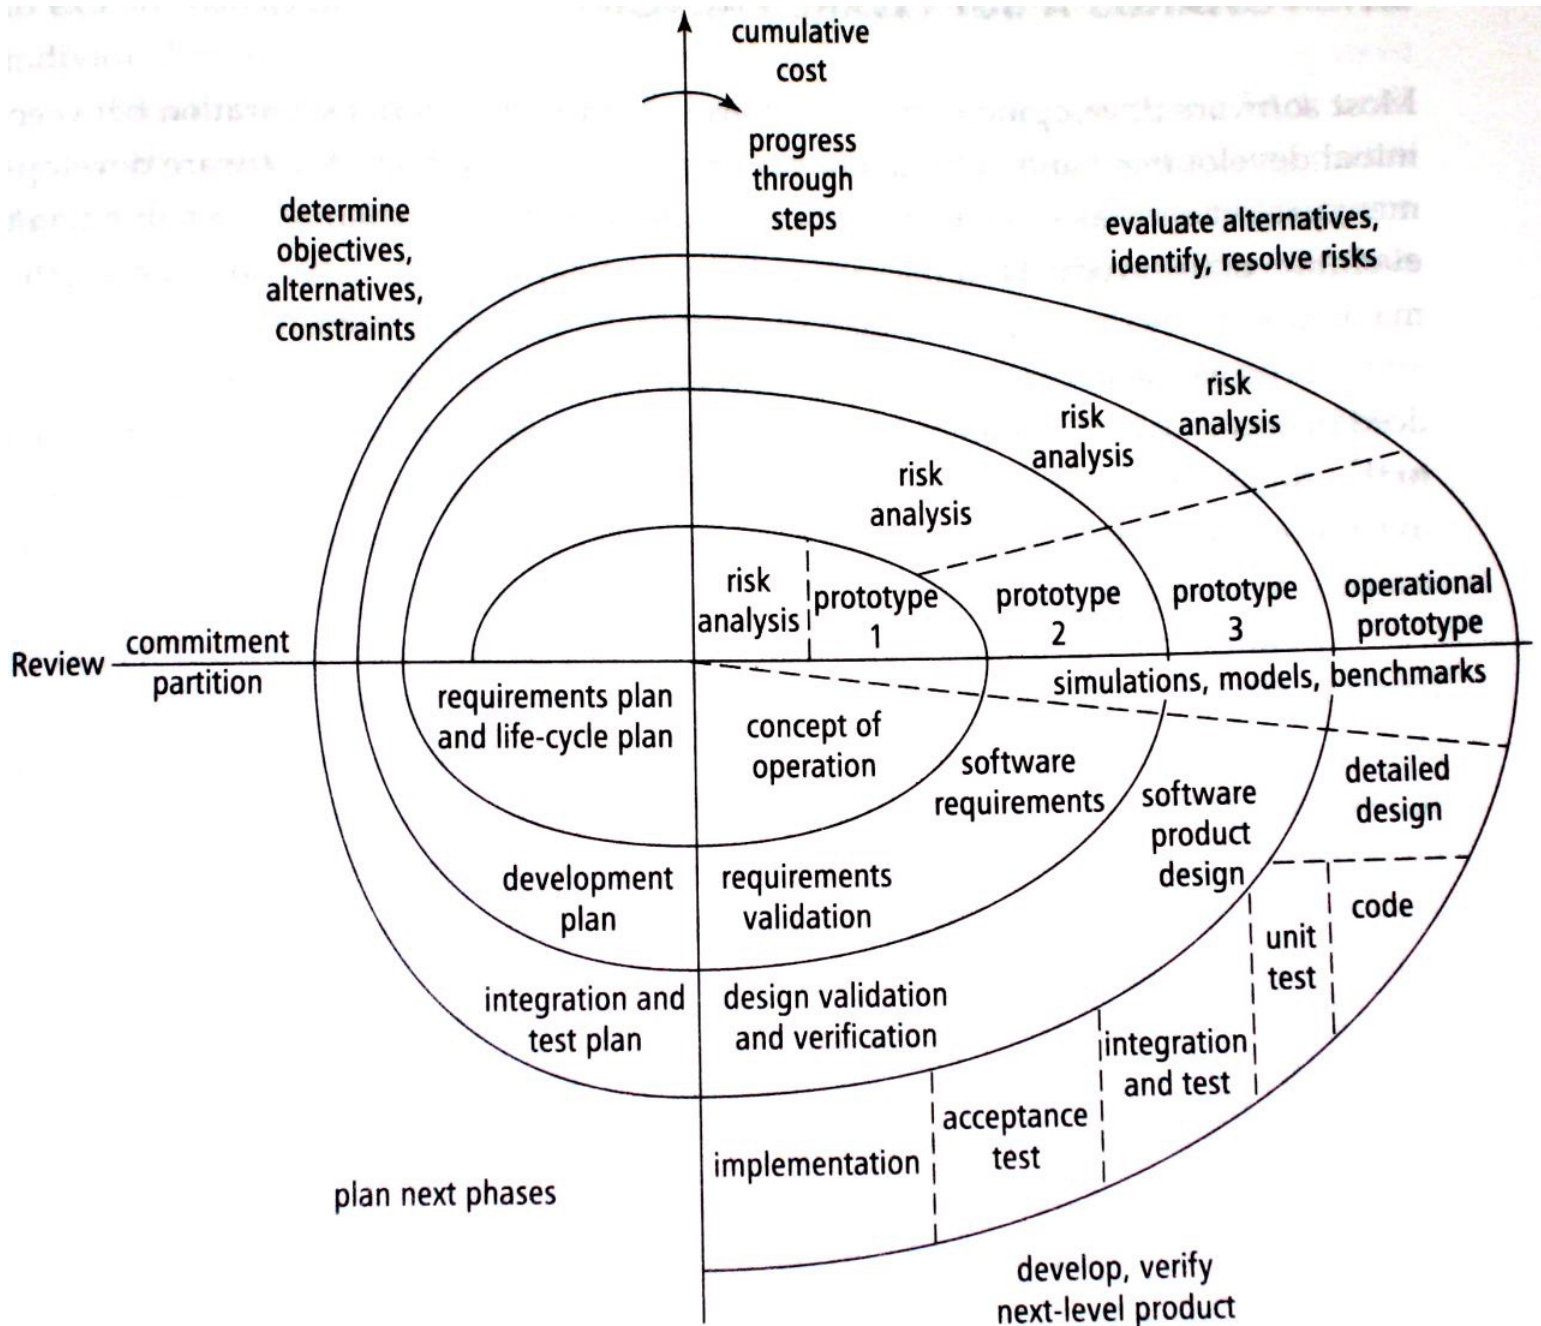 cumulative
cost
progress
through
steps
determine
objectives,
alternatives,
constraints
evaluate alternatives,
identify, resolve risks
risk
analysis
risk
analysis
risk
analysis
risk
analysis
prototype
1
prototype
2
prototype
3
operational
prototype
Review
commitment
partition
simulations, models, benchmarks
requirements plan
and life-cycle plan
concept of
operation
software
requirements
software
product
design
detailed
design
development
plan
requirements
validation
code
unit
test
integration and
test plan
design validation
and verification
integration
and test
acceptance
test
implementation
plan next phases
develop, verify
next-level product